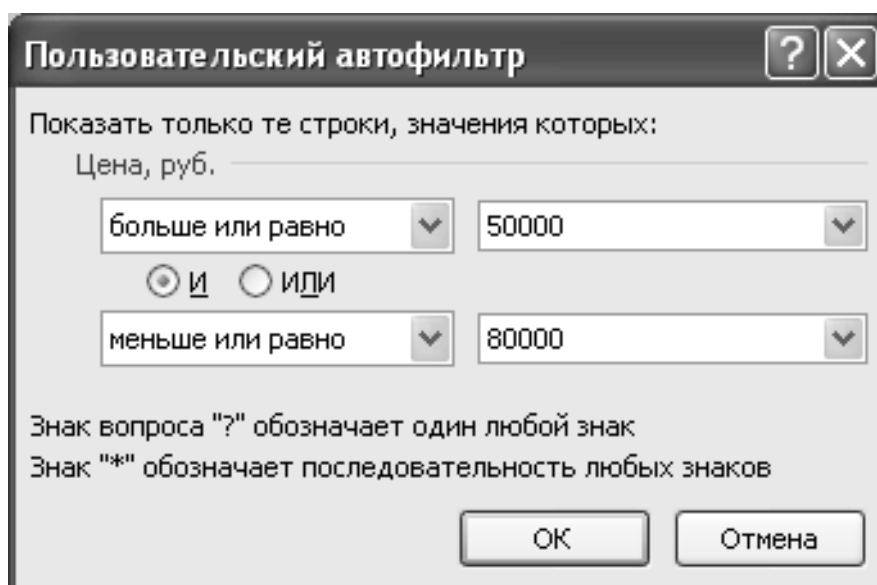 Пользовательский автофильтр
Показать только те строки, значения которых:
Цена, руб.
больше или равно 50000
И ИЛИ
меньше или равно 80000
Знак вопроса "?" обозначает один любой знак
Знак "*" обозначает последовательность любых знаков
ОК Отмена